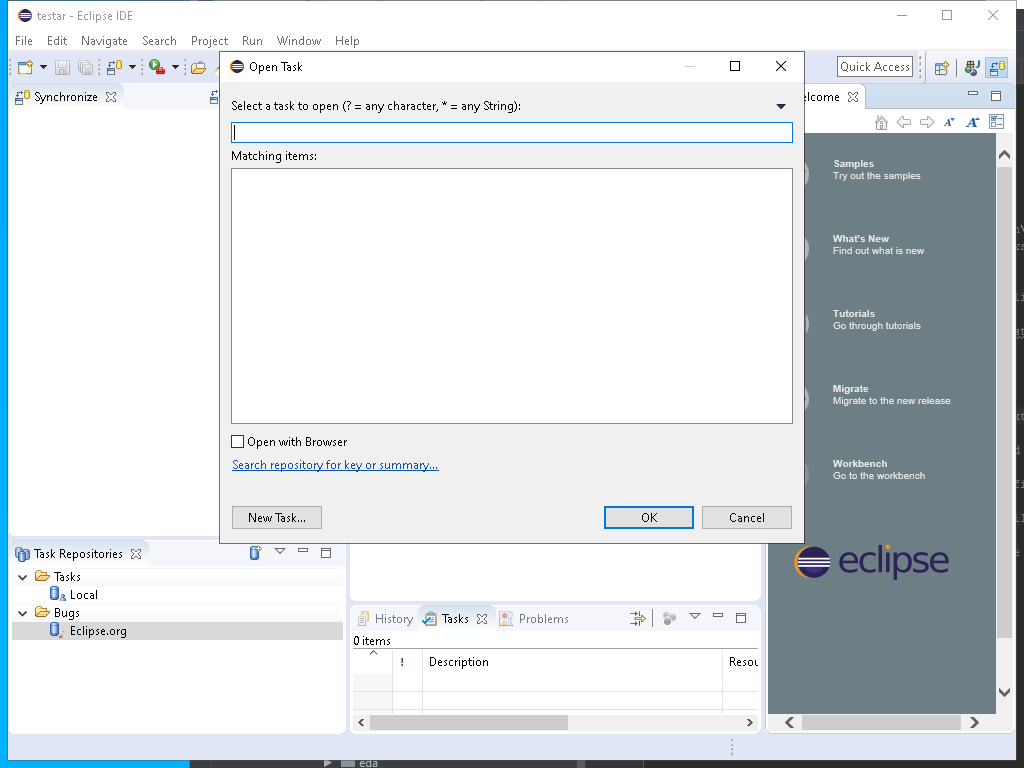 testar - Eclipse IDE
File Edit Navigate Search Project Run Window Help
Open Task
Quick Access
Synchronize
elcome
Select a task to open (? = any character, * = any String):
Matching items:
Samples
Try out the samples
What's New
Find out what is new
Tutorials
Go through tutorials
Migrate
Migrate to the new release
Workbench
Go to the workbench
Open with Browser
Search repository for key or summary...
New Task...
OK
Cancel
Task Repositories
Tasks
Local
Bugs
Eclipse.org
eclipse
History
Tasks
Problems
0 items
! Description Resou
eda